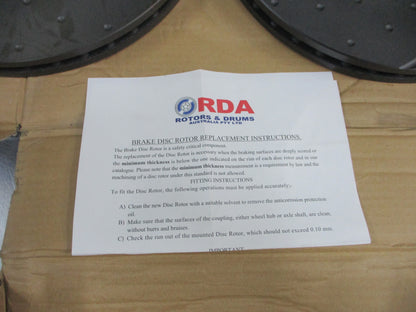 RDA
ROTORS & DRUMS
AUSTRALIA PTY LTD
BRAKE DISC ROTOR REPLACEMENT INSTRUCTIONS.
The Brake Disc Rotor is a safety critical component.
The replacement of the Disc Rotor is necessary when the braking surfaces are deeply scored or
the minimum thickness is below the one indicated on the rim of each disc rotor and in our
catalogue. Please note that the minimum thickness measurement is a requirement by law and the
machining of a disc rotor under this standard is not allowed.
FITTING INSTRUCTIONS
To fit the Disc Rotor, the following operations must be applied accurately;
A) Clean the new Disc Rotor with a suitable solvent to remove the anticorrosion protection
oil.
B) Make sure that the surfaces of the coupling, either wheel hub or axle shaft, are clean,
without burrs and bruises.
C) Check the run out of the mounted Disc Rotor, which should not exceed 0.10 mm.
IMPORTANT